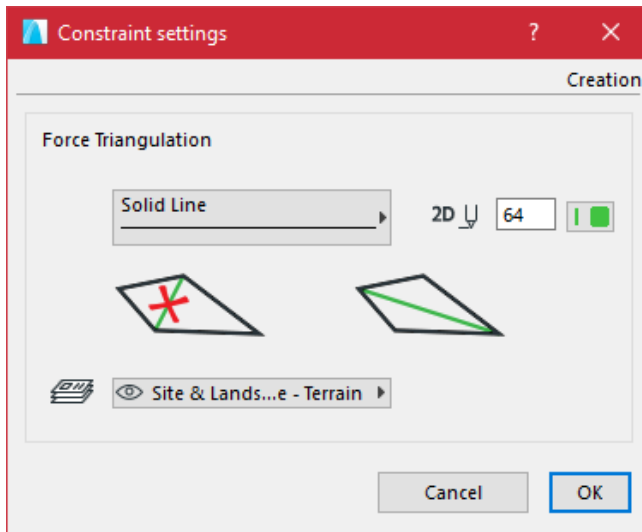 Constraint settings
?
Creation
Force Triangulation
Solid Line
2D
64
Site & Lands...e - Terrain
Cancel
OK